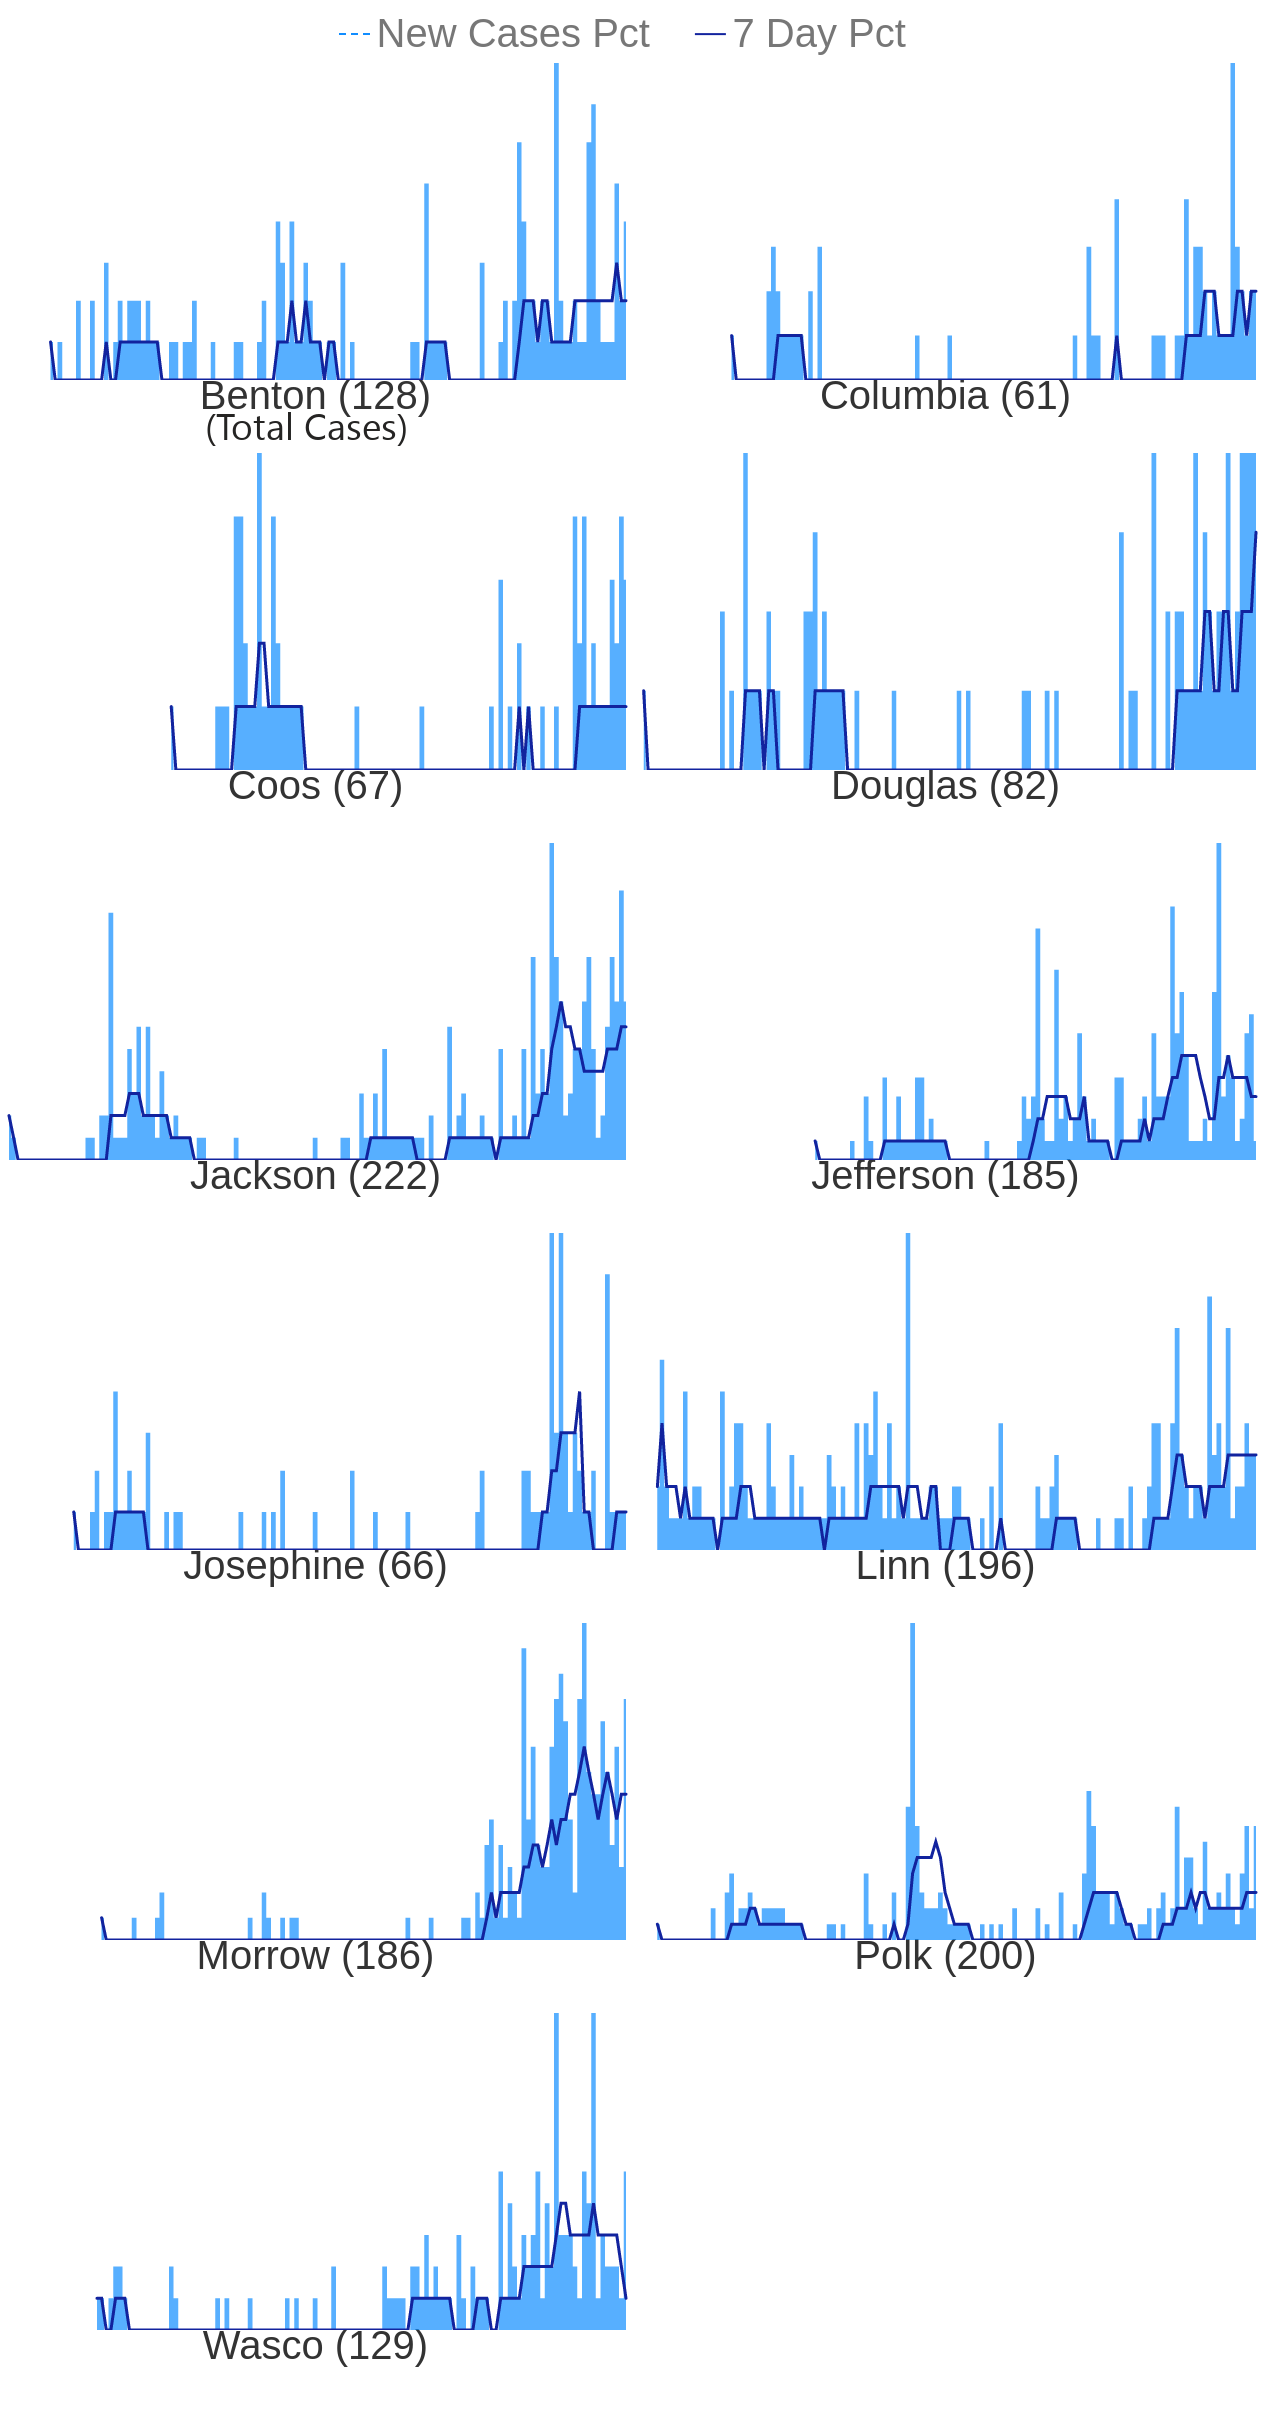 New Cases Pct 7 Day Pct
Benton (128) Columbia (61)
(Total Cases)
Coos (67) Douglas (82)
Jackson (222) Jefferson (185)
Josephine (66) Linn (196)
Morrow (186) Polk (200)
Wasco (129)